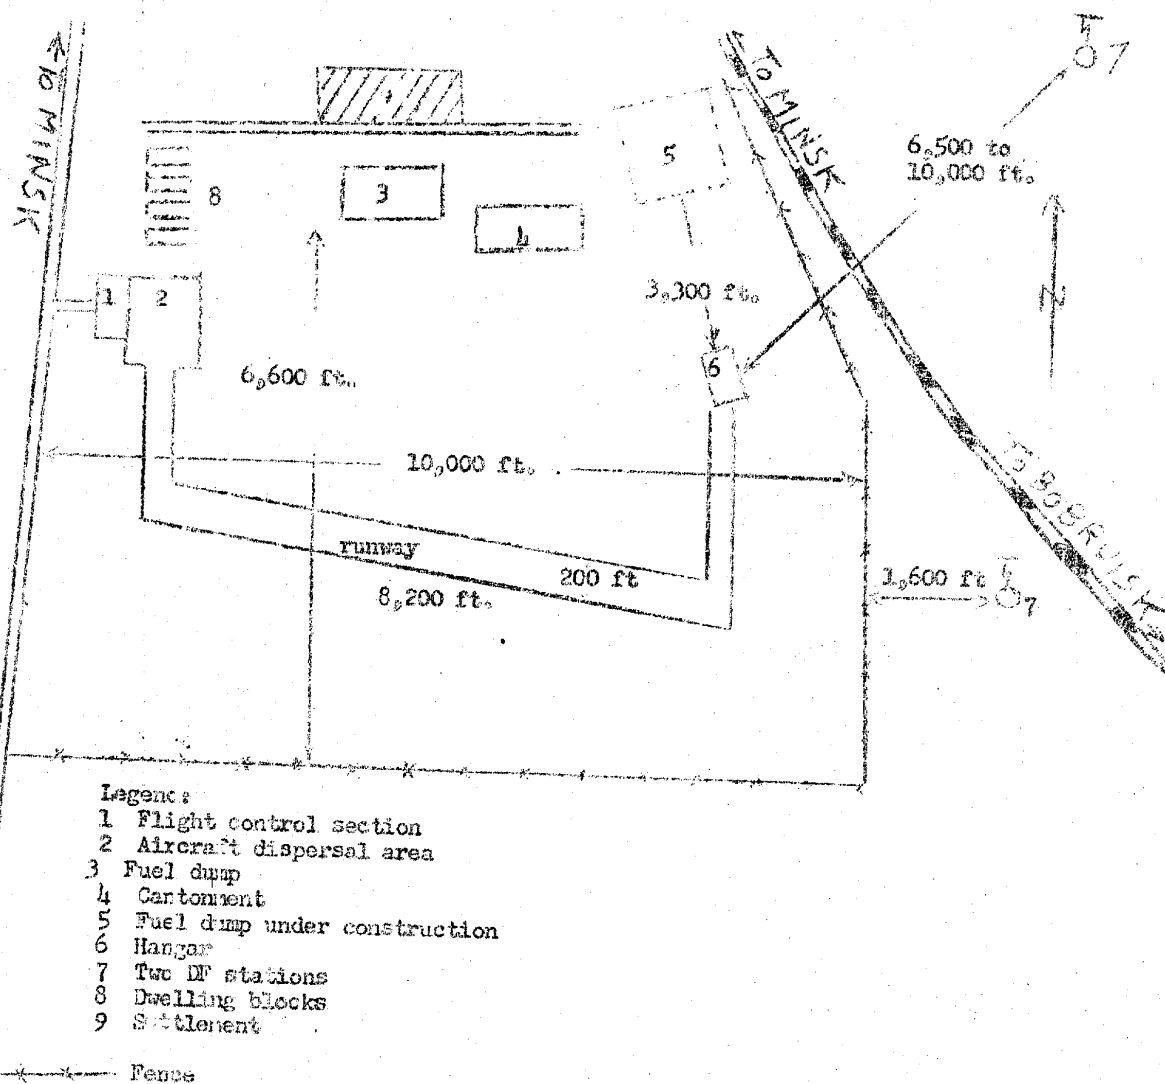 TO MINSK
TO MINSK
7
6,500 to
10,000 ft.
5
8
3
4
N
1
2
3,300 ft.
6
6,600 ft.
10,000 ft.
TO BOBRUISK
runway
200 ft
8,200 ft.
1,600 ft
7
Legend:
1 Flight control section
2 Aircraft dispersal area
3 Fuel dump
4 Cantonment
5 Fuel dump under construction
6 Hangar
7 Two DF stations
8 Dwelling blocks
9 Settlement
Fence